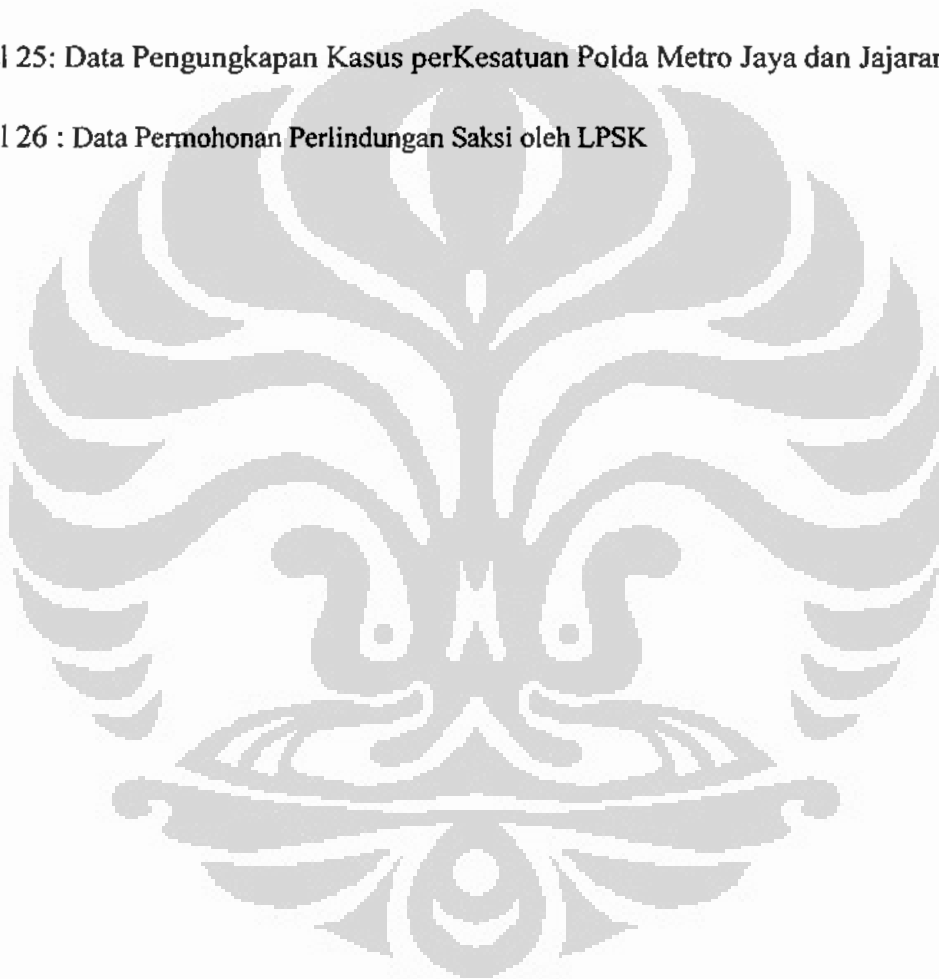 l 25: Data Pengungkapan Kasus perKesatuan Polda Metro Jaya dan Jajaran
l 26 : Data Permohonan Perlindungan Saksi oleh LPSK